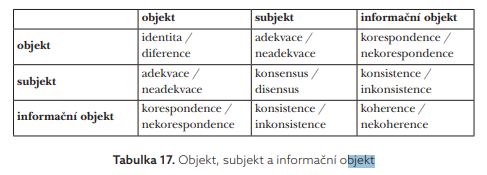 objekt subjekt informační objekt
objekt identita / adekvace / korespondence /
diference neadekvace nekorespondence
subjekt adekvace / konsensus / konsistence /
neadekvace disensus inkonsistence
informační objekt korespondence / konsistence / koherence /
nekorespondence inkonsistence nekoherence
Tabulka 17. Objekt, subjekt a informační objekt